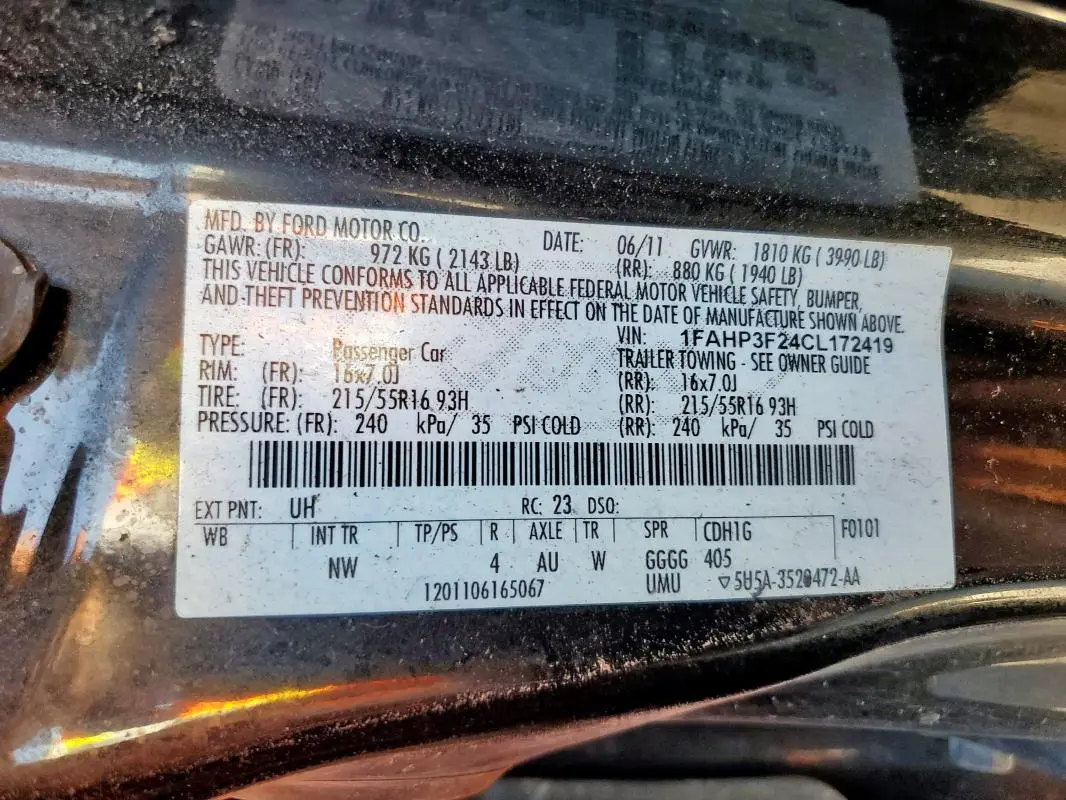 MFD. BY FORD MOTOR CO. DATE: 06/11 GVWR: 1810 KG ( 3990 LB)
GAWR: (FR): 972 KG ( 2143 LB) (RR): 880 KG ( 1940 LB)
THIS VEHICLE CONFORMS TO ALL APPLICABLE FEDERAL MOTOR VEHICLE SAFETY, BUMPER,
AND THEFT PREVENTION STANDARDS IN EFFECT ON THE DATE OF MANUFACTURE SHOWN ABOVE.
VIN: 1FAHP3F24CL172419
TYPE: Passenger Car TRAILER TOWING - SEE OWNER GUIDE
RIM: (FR): 16x7.0J (RR): 16x7.0J
TIRE: (FR): 215/55R16 93H (RR): 215/55R16 93H
PRESSURE: (FR): 240 kPa/ 35 PSI COLD (RR): 240 kPa/ 35 PSI COLD
EXT PNT: UH RC: 23 DSO:
WB INT TR TP/PS R AXLE TR SPR CDH1G F0101
NW 4 AU W GGGG 405
1201106165067 UMU 5U5A-3520472-AA